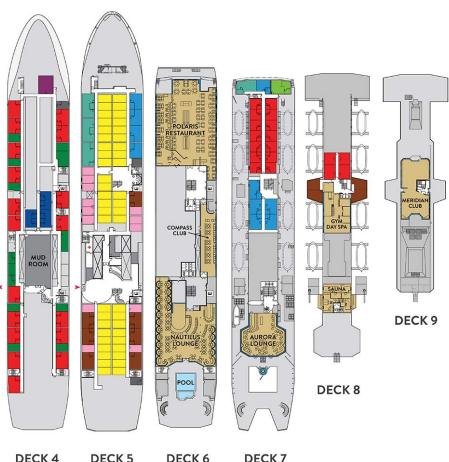 POLARIS
RESTAURANT
COMPASS
CLUB
MUD
ROOM
NAUTILUS
LOUNGE
POOL
AURORA
LOUNGE
GYM
DAY SPA
SAUNA
MERIDIAN
CLUB
DECK 4
DECK 5
DECK 6
DECK 7
DECK 8
DECK 9